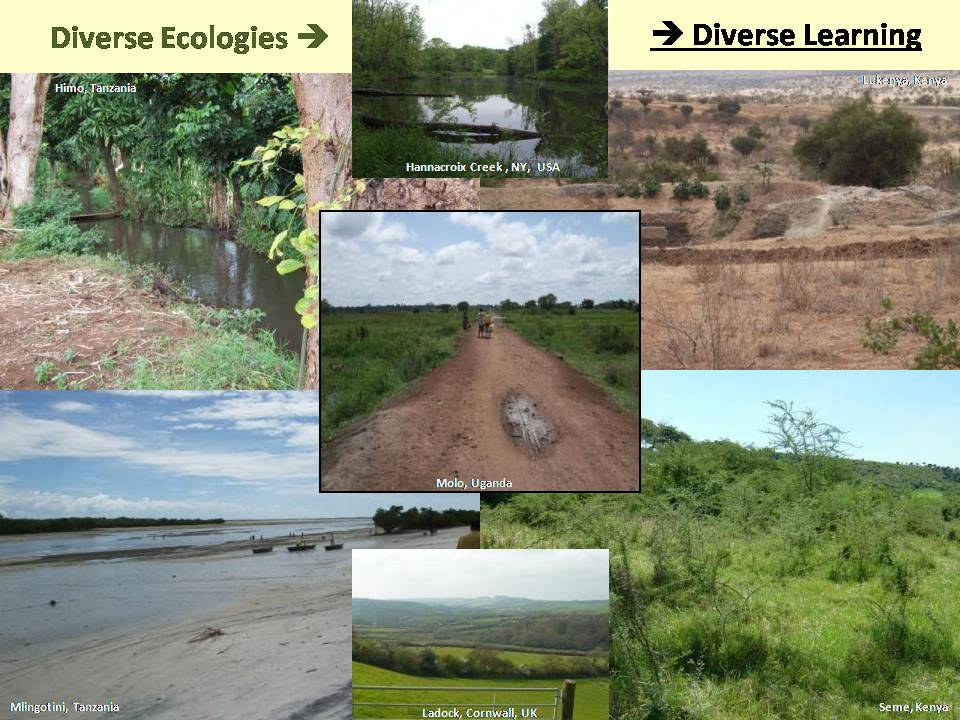 Diverse Ecologies →
→ Diverse Learning
Himo, Tanzania
Lukenya, Kenya
Hannacroix Creek , NY, USA
Molo, Uganda
Mlingotini, Tanzania
Ladock, Cornwall, UK
Seme, Kenya